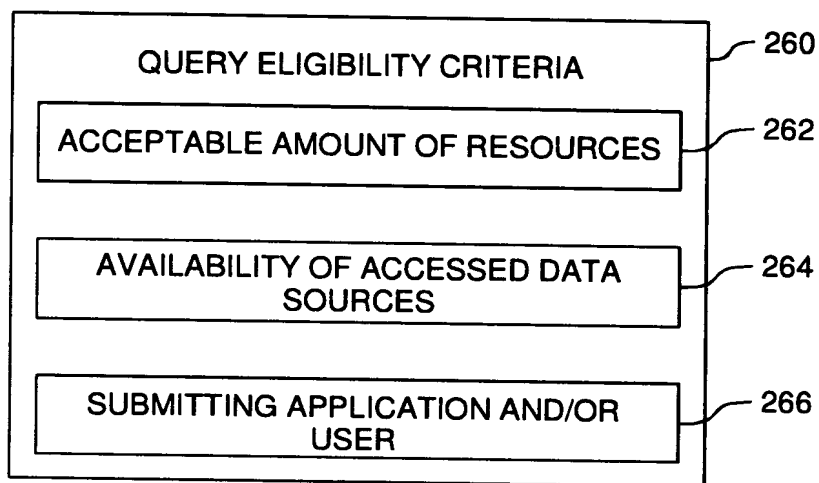 QUERY ELIGIBILITY CRITERIA
260
ACCEPTABLE AMOUNT OF RESOURCES
262
AVAILABILITY OF ACCESSED DATA
SOURCES
264
SUBMITTING APPLICATION AND/OR
USER
266